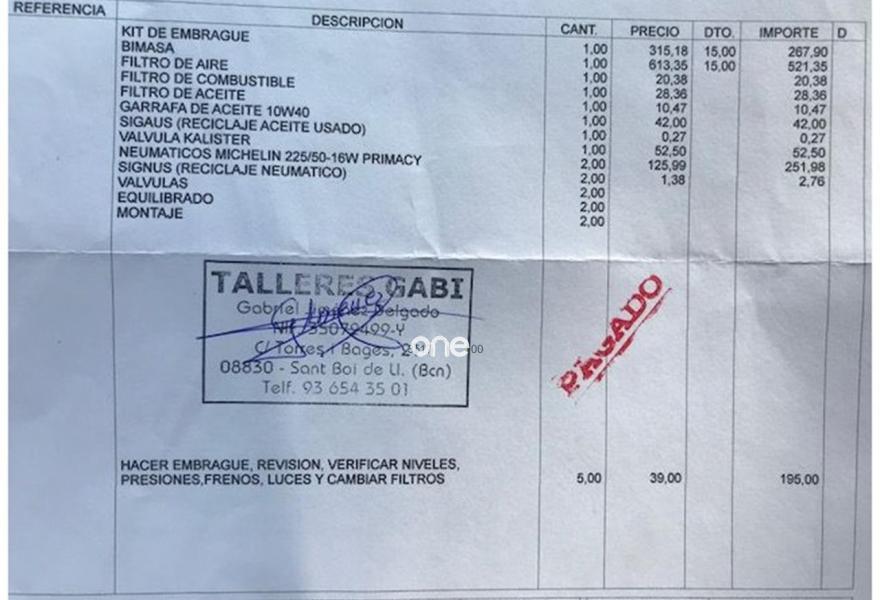 REFERENCIA DESCRIPCION CANT. PRECIO DTO. IMPORTE D
KIT DE EMBRAGUE 1,00 315,18 15,00 267,90
BIMASA 1,00 613,35 15,00 521,35
FILTRO DE AIRE 1,00 20,38 20,38
FILTRO DE COMBUSTIBLE 1,00 28,36 28,36
FILTRO DE ACEITE 1,00 10,47 10,47
GARRAFA DE ACEITE 10W40 1,00 42,00 42,00
SIGAUS (RECICLAJE ACEITE USADO) 1,00 0,27 0,27
VALVULA KALISTER 1,00 52,50 52,50
NEUMATICOS MICHELIN 225/50-16W PRIMACY 2,00 125,99 251,98
SIGNUS (RECICLAJE NEUMATICO) 2,00 1,38 2,76
VALVULAS 2,00
EQUILIBRADO 2,00
MONTAJE 2,00
TALLERES GABI
Gabriel Jiménez Delgado
NIF 35079499-Y
C/ Torres i Bages,
one
08830 - Sant Boi de Ll. (Bcn)
Telf. 93 654 35 01
PAGADO
HACER EMBRAGUE, REVISION, VERIFICAR NIVELES,
PRESIONES,FRENOS, LUCES Y CAMBIAR FILTROS 5,00 39,00 195,00